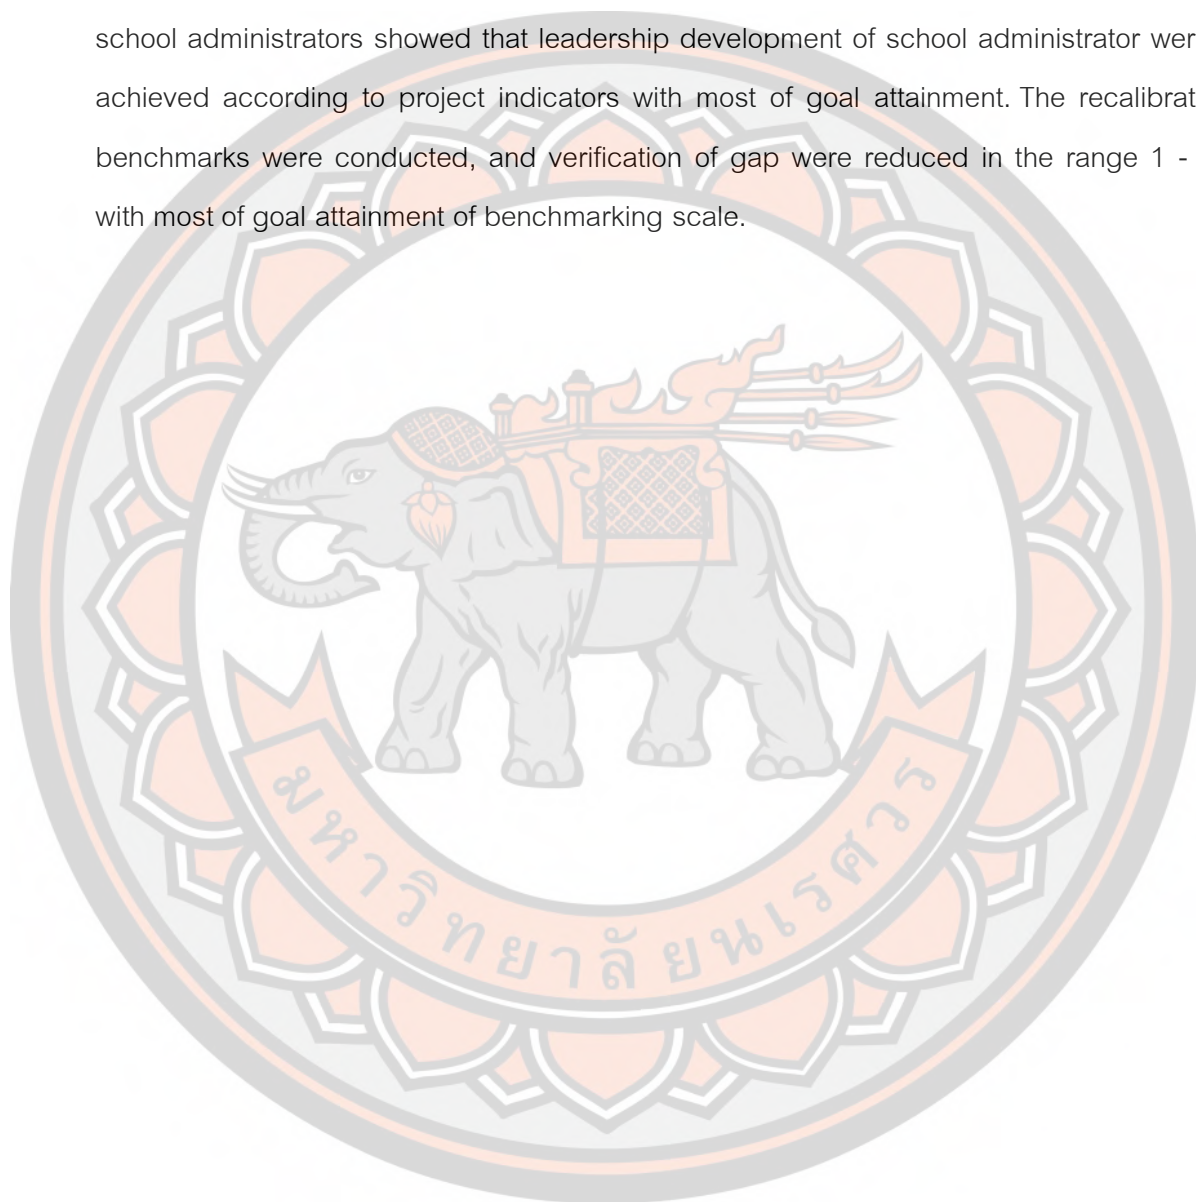 school administrators showed that leadership development of school administrator wer
achieved according to project indicators with most of goal attainment. The recalibrat
benchmarks were conducted, and verification of gap were reduced in the range 1 -
with most of goal attainment of benchmarking scale.
มหาวิทยาลัยนเรศวร